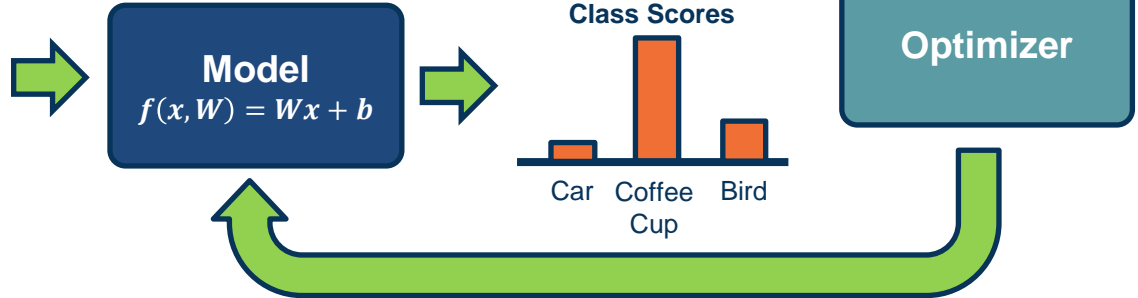 Model
f(x, W) = Wx + b
Class Scores
Car
Coffee
Cup
Bird
Optimizer